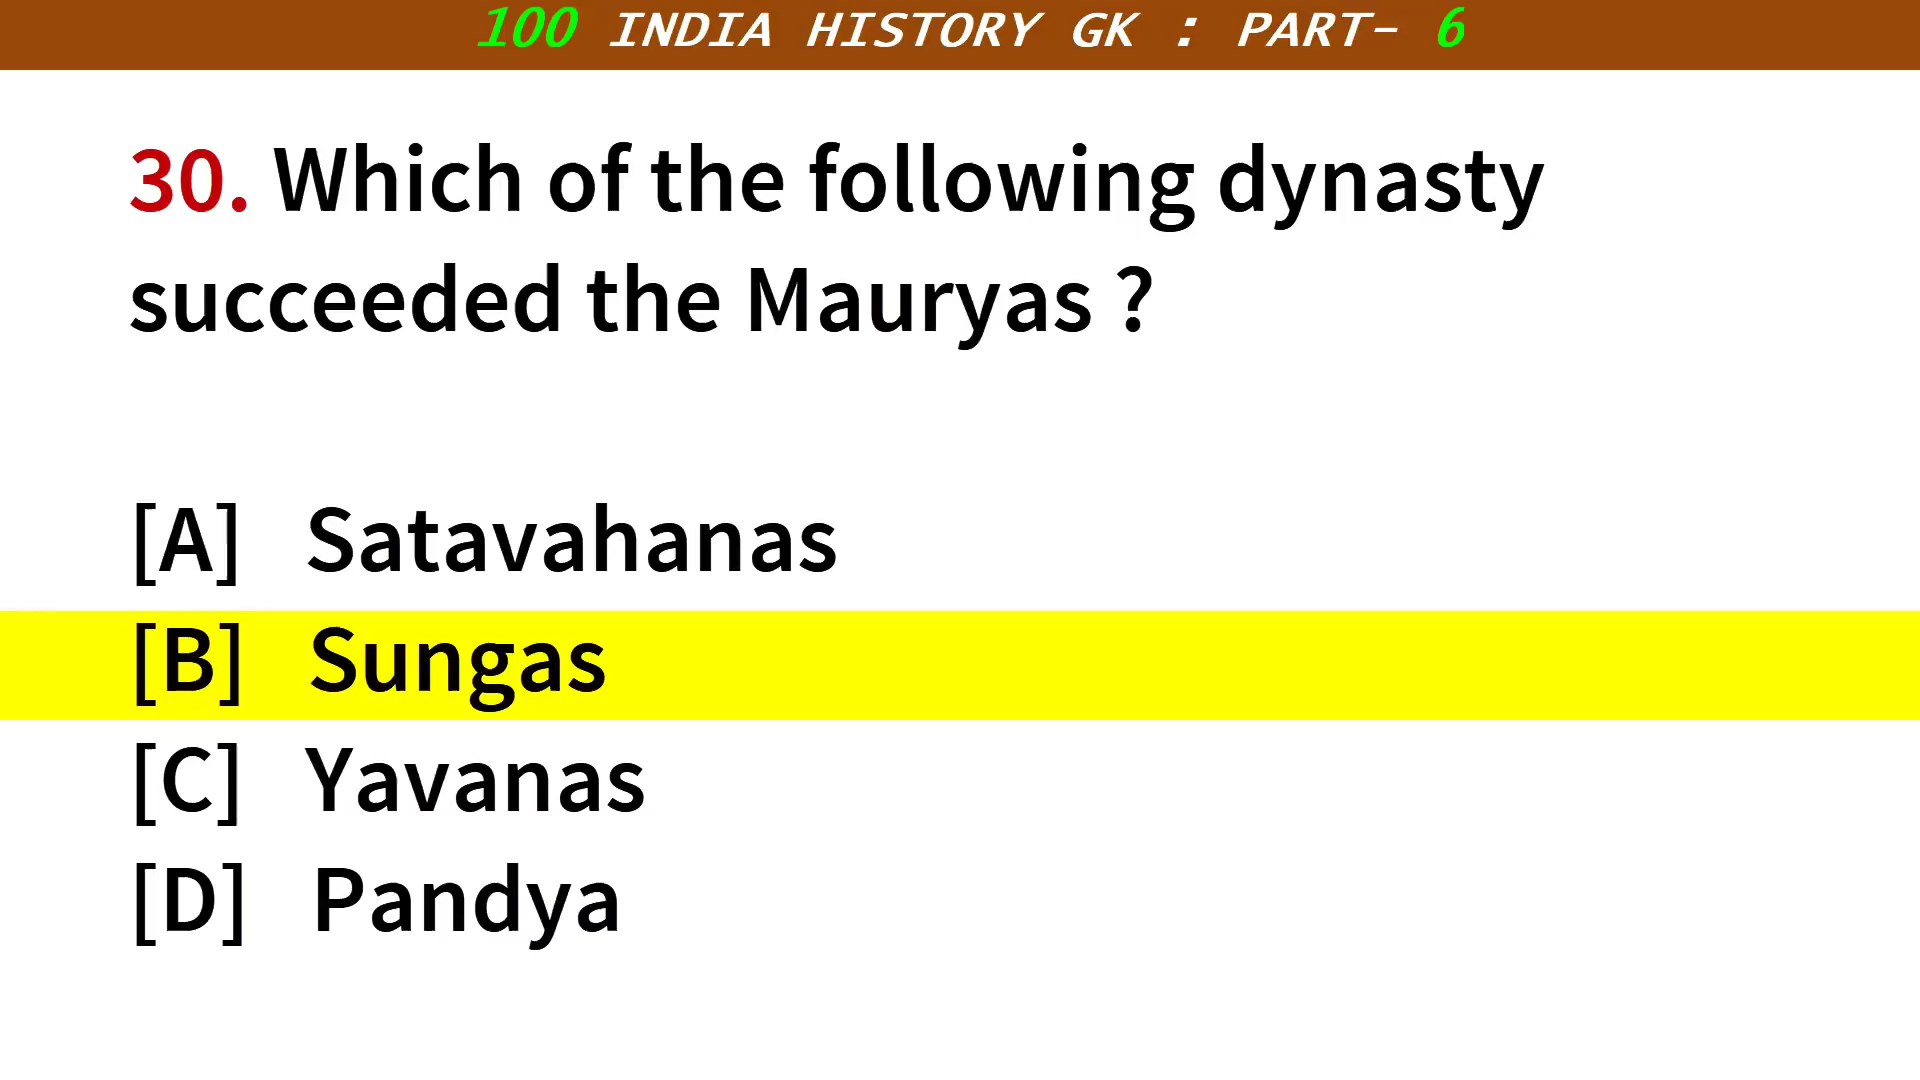 100 INDIA HISTORY GK : PART- 6
30. Which of the following dynasty
succeeded the Mauryas ?
[A] Satavahanas
[B] Sungas
[C] Yavanas
[D] Pandya